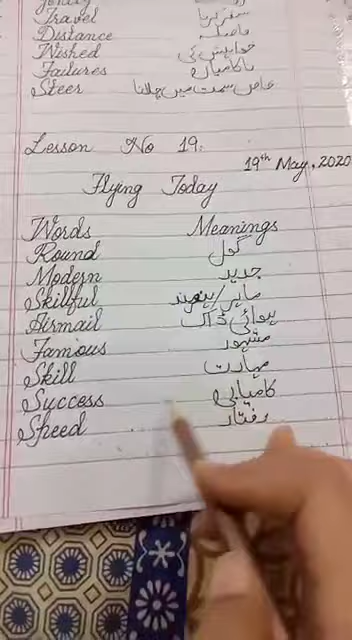 Travel سفر کرنا
Distance فاصلہ
Wished خواہش کی
Failures ناکامیاں
Steer خاص سمت میں چلانا
Lesson No 19.
19th May, 2020
Flying Today
Words Meanings
Round گول
Modern جدید
Skillful ماہر/ہنرمند
Airmail ہوائی ڈاک
Famous مشہور
Skill مہارت
Success کامیابی
Speed رفتار